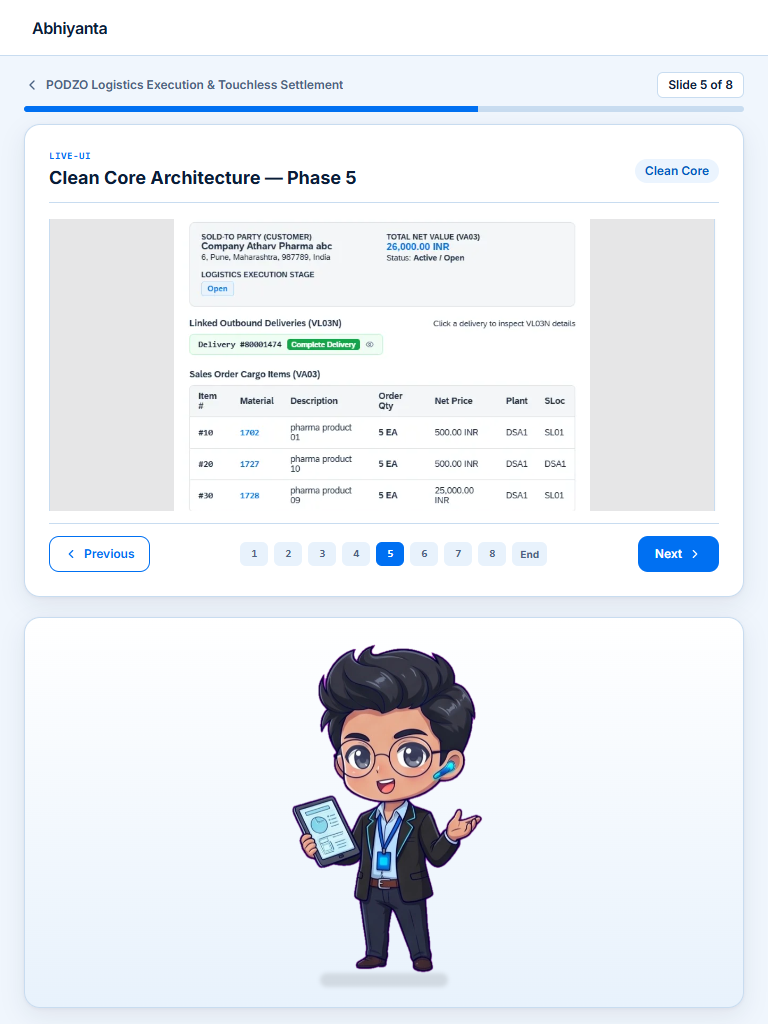 Abhiyanta
PODZO Logistics Execution & Touchless Settlement
Slide 5 of 8
LIVE-UI
Clean Core Architecture — Phase 5
Clean Core
SOLD-TO PARTY (CUSTOMER)
Company Atharv Pharma abc
6, Pune, Maharashtra, 987789, India
TOTAL NET VALUE (VA03)
26,000.00 INR
Status: Active / Open
LOGISTICS EXECUTION STAGE
Open
Linked Outbound Deliveries (VL03N)
Click a delivery to inspect VL03N details
Delivery #80001474 Complete Delivery
Sales Order Cargo Items (VA03)
Item # Material Description Order Qty Net Price Plant SLoc
#10 1702 pharma product 01 5 EA 500.00 INR DSA1 SL01
#20 1727 pharma product 10 5 EA 500.00 INR DSA1 DSA1
#30 1728 pharma product 09 5 EA 25,000.00 INR DSA1 SL01
Previous 1 2 3 4 5 6 7 8 End Next